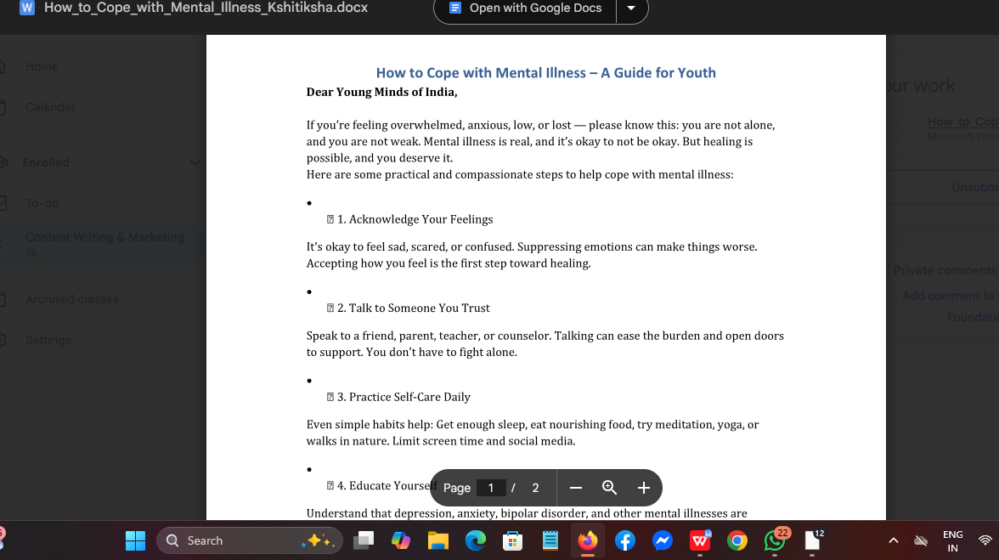 How_to_Cope_with_Mental_Illness_Kshitiksha.docx
Open with Google Docs
Home
Calendar
Enrolled
To-do
Content Writing & Marketing
26
Archived classes
Settings
How to Cope with Mental Illness – A Guide for Youth
Dear Young Minds of India,
If you're feeling overwhelmed, anxious, low, or lost — please know this: you are not alone,
and you are not weak. Mental illness is real, and it's okay to not be okay. But healing is
possible, and you deserve it.
Here are some practical and compassionate steps to help cope with mental illness:
•
1. Acknowledge Your Feelings
It's okay to feel sad, scared, or confused. Suppressing emotions can make things worse.
Accepting how you feel is the first step toward healing.
•
2. Talk to Someone You Trust
Speak to a friend, parent, teacher, or counselor. Talking can ease the burden and open doors
to support. You don't have to fight alone.
•
3. Practice Self-Care Daily
Even simple habits help: Get enough sleep, eat nourishing food, try meditation, yoga, or
walks in nature. Limit screen time and social media.
•
4. Educate Yourself
Understand that depression, anxiety, bipolar disorder, and other mental illnesses are
Page 1 / 2
work
How_to_Cop
Microsoft Word
Unsubm
Private comments
Add comment to
Foundatio
Search
22
12
ENG
IN